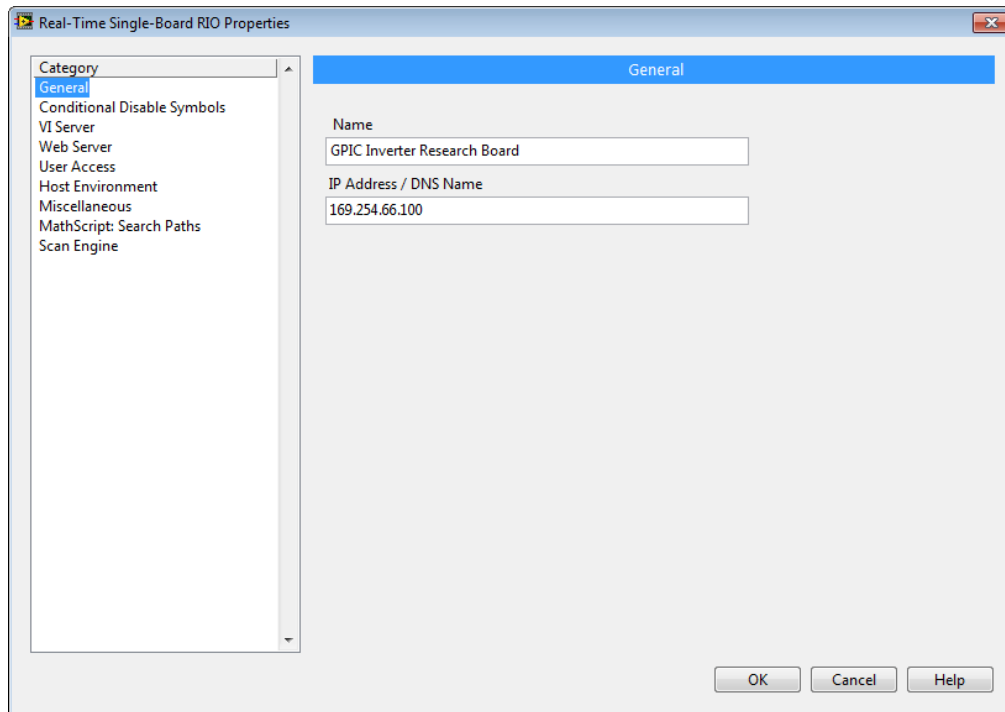 Real-Time Single-Board RIO Properties
Category
General
Conditional Disable Symbols
VI Server
Web Server
User Access
Host Environment
Miscellaneous
MathScript: Search Paths
Scan Engine
General
Name
GPIC Inverter Research Board
IP Address / DNS Name
169.254.66.100
OK
Cancel
Help